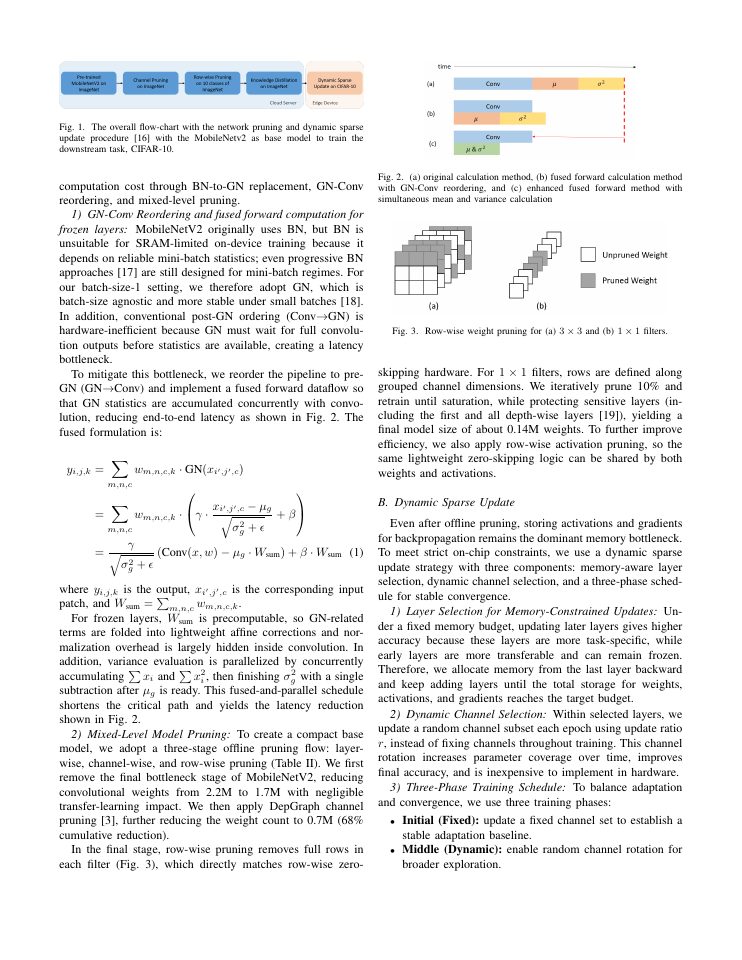 Pre-trained
MobileNetV2 on
ImageNet
Channel Pruning
on ImageNet
Row-wise Pruning
on 10 classes of
ImageNet
Knowledge Distillation
on ImageNet
Dynamic Sparse
Update on CIFAR-10
Cloud Server
Edge Device
Fig. 1. The overall flow-chart with the network pruning and dynamic sparse
update procedure [16] with the MobileNetv2 as base model to train the
downstream task, CIFAR-10.
computation cost through BN-to-GN replacement, GN-Conv
reordering, and mixed-level pruning.
1) GN-Conv Reordering and fused forward computation for
frozen layers: MobileNetV2 originally uses BN, but BN is
unsuitable for SRAM-limited on-device training because it
depends on reliable mini-batch statistics; even progressive BN
approaches [17] are still designed for mini-batch regimes. For
our batch-size-1 setting, we therefore adopt GN, which is
batch-size agnostic and more stable under small batches [18].
In addition, conventional post-GN ordering (Conv→GN) is
hardware-inefficient because GN must wait for full convolu-
tion outputs before statistics are available, creating a latency
bottleneck.
To mitigate this bottleneck, we reorder the pipeline to pre-
GN (GN→Conv) and implement a fused forward dataflow so
that GN statistics are accumulated concurrently with convo-
lution, reducing end-to-end latency as shown in Fig. 2. The
fused formulation is:
y_{i,j,k} = ∑_{m,n,c} w_{m,n,c,k} · GN(x_{i′,j′,c})
= ∑_{m,n,c} w_{m,n,c,k} · (γ · (x_{i′,j′,c} − μ_g) / √(σ_g^2 + ϵ) + β)
= γ / √(σ_g^2 + ϵ) (Conv(x, w) − μ_g · W_sum) + β · W_sum (1)
where y_{i,j,k} is the output, x_{i′,j′,c} is the corresponding input
patch, and W_sum = ∑_{m,n,c} w_{m,n,c,k}.
For frozen layers, W_sum is precomputable, so GN-related
terms are folded into lightweight affine corrections and nor-
malization overhead is largely hidden inside convolution. In
addition, variance evaluation is parallelized by concurrently
accumulating ∑ x_i and ∑ x_i^2, then finishing σ_g^2 with a single
subtraction after μ_g is ready. This fused-and-parallel schedule
shortens the critical path and yields the latency reduction
shown in Fig. 2.
2) Mixed-Level Model Pruning: To create a compact base
model, we adopt a three-stage offline pruning flow: layer-
wise, channel-wise, and row-wise pruning (Table II). We first
remove the final bottleneck stage of MobileNetV2, reducing
convolutional weights from 2.2M to 1.7M with negligible
transfer-learning impact. We then apply DepGraph channel
pruning [3], further reducing the weight count to 0.7M (68%
cumulative reduction).
In the final stage, row-wise pruning removes full rows in
each filter (Fig. 3), which directly matches row-wise zero-
time
(a) Conv μ σ²
(b) Conv
μ σ²
(c) Conv
μ & σ²
Fig. 2. (a) original calculation method, (b) fused forward calculation method
with GN-Conv reordering, and (c) enhanced fused forward method with
simultaneous mean and variance calculation
Unpruned Weight
Pruned Weight
(a) (b)
Fig. 3. Row-wise weight pruning for (a) 3 × 3 and (b) 1 × 1 filters.
skipping hardware. For 1 × 1 filters, rows are defined along
grouped channel dimensions. We iteratively prune 10% and
retrain until saturation, while protecting sensitive layers (in-
cluding the first and all depth-wise layers [19]), yielding a
final model size of about 0.14M weights. To further improve
efficiency, we also apply row-wise activation pruning, so the
same lightweight zero-skipping logic can be shared by both
weights and activations.
B. Dynamic Sparse Update
Even after offline pruning, storing activations and gradients
for backpropagation remains the dominant memory bottleneck.
To meet strict on-chip constraints, we use a dynamic sparse
update strategy with three components: memory-aware layer
selection, dynamic channel selection, and a three-phase sched-
ule for stable convergence.
1) Layer Selection for Memory-Constrained Updates: Un-
der a fixed memory budget, updating later layers gives higher
accuracy because these layers are more task-specific, while
early layers are more transferable and can remain frozen.
Therefore, we allocate memory from the last layer backward
and keep adding layers until the total storage for weights,
activations, and gradients reaches the target budget.
2) Dynamic Channel Selection: Within selected layers, we
update a random channel subset each epoch using update ratio
r, instead of fixing channels throughout training. This channel
rotation increases parameter coverage over time, improves
final accuracy, and is inexpensive to implement in hardware.
3) Three-Phase Training Schedule: To balance adaptation
and convergence, we use three training phases:
• Initial (Fixed): update a fixed channel set to establish a
stable adaptation baseline.
• Middle (Dynamic): enable random channel rotation for
broader exploration.